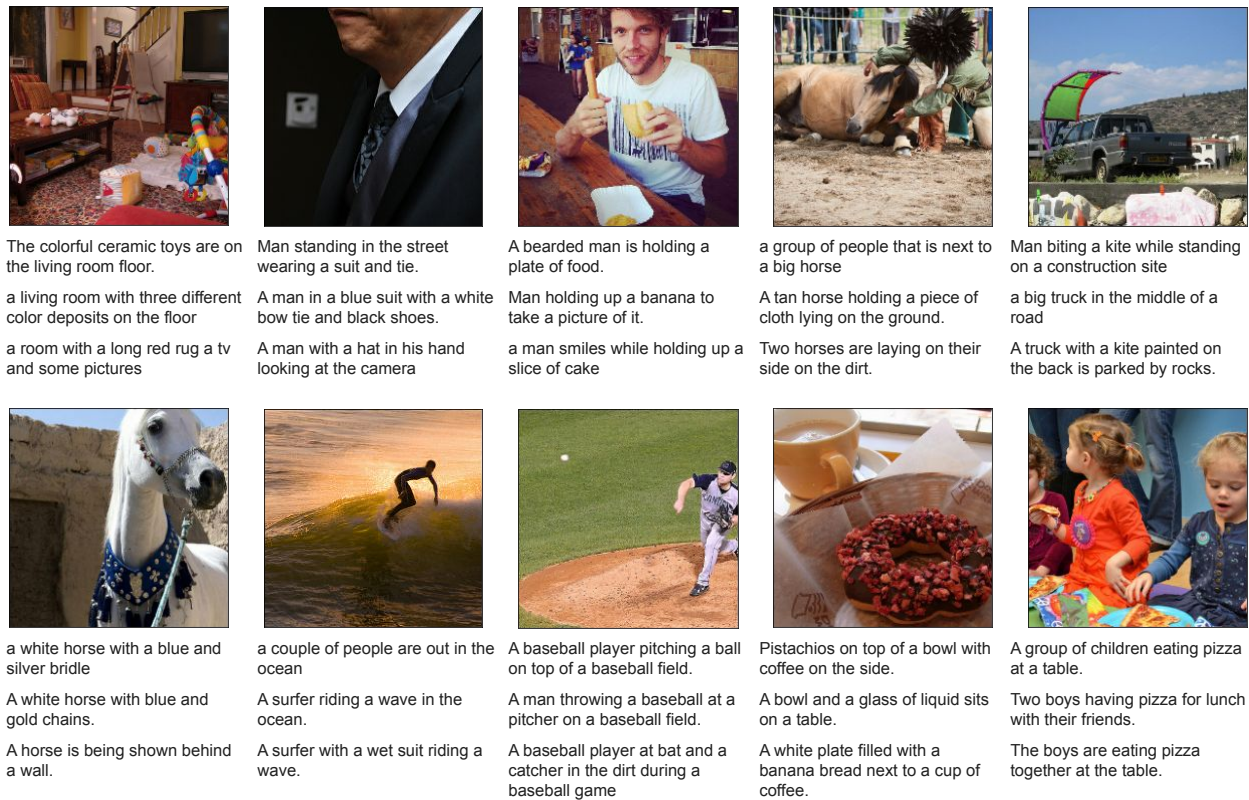 The colorful ceramic toys are on
the living room floor.
a living room with three different
color deposits on the floor
a room with a long red rug a tv
and some pictures
Man standing in the street
wearing a suit and tie.
A man in a blue suit with a white
bow tie and black shoes.
A man with a hat in his hand
looking at the camera
A bearded man is holding a
plate of food.
Man holding up a banana to
take a picture of it.
a man smiles while holding up a
slice of cake
a group of people that is next to
a big horse
A tan horse holding a piece of
cloth lying on the ground.
Two horses are laying on their
side on the dirt.
Man biting a kite while standing
on a construction site
a big truck in the middle of a
road
A truck with a kite painted on
the back is parked by rocks.
a white horse with a blue and
silver bridle
A white horse with blue and
gold chains.
A horse is being shown behind
a wall.
a couple of people are out in the
ocean
A surfer riding a wave in the
ocean.
A surfer with a wet suit riding a
wave.
A baseball player pitching a ball
on top of a baseball field.
A man throwing a baseball at a
pitcher on a baseball field.
A baseball player at bat and a
catcher in the dirt during a
baseball game
Pistachios on top of a bowl with
coffee on the side.
A bowl and a glass of liquid sits
on a table.
A white plate filled with a
banana bread next to a cup of
coffee.
A group of children eating pizza
at a table.
Two boys having pizza for lunch
with their friends.
The boys are eating pizza
together at the table.